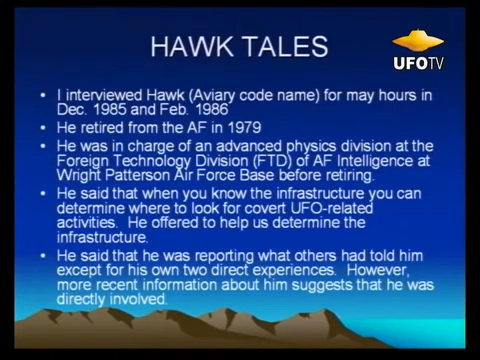 HAWK TALES
UFOTV
• I interviewed Hawk (Aviary code name) for may hours in
Dec. 1985 and Feb. 1986
• He retired from the AF in 1979
• He was in charge of an advanced physics division at the
Foreign Technology Division (FTD) of AF Intelligence at
Wright Patterson Air Force Base before retiring.
• He said that when you know the infrastructure you can
determine where to look for covert UFO-related
activities. He offered to help us determine the
infrastructure.
• He said that he was reporting what others had told him
except for his own two direct experiences. However,
more recent information about him suggests that he was
directly involved.